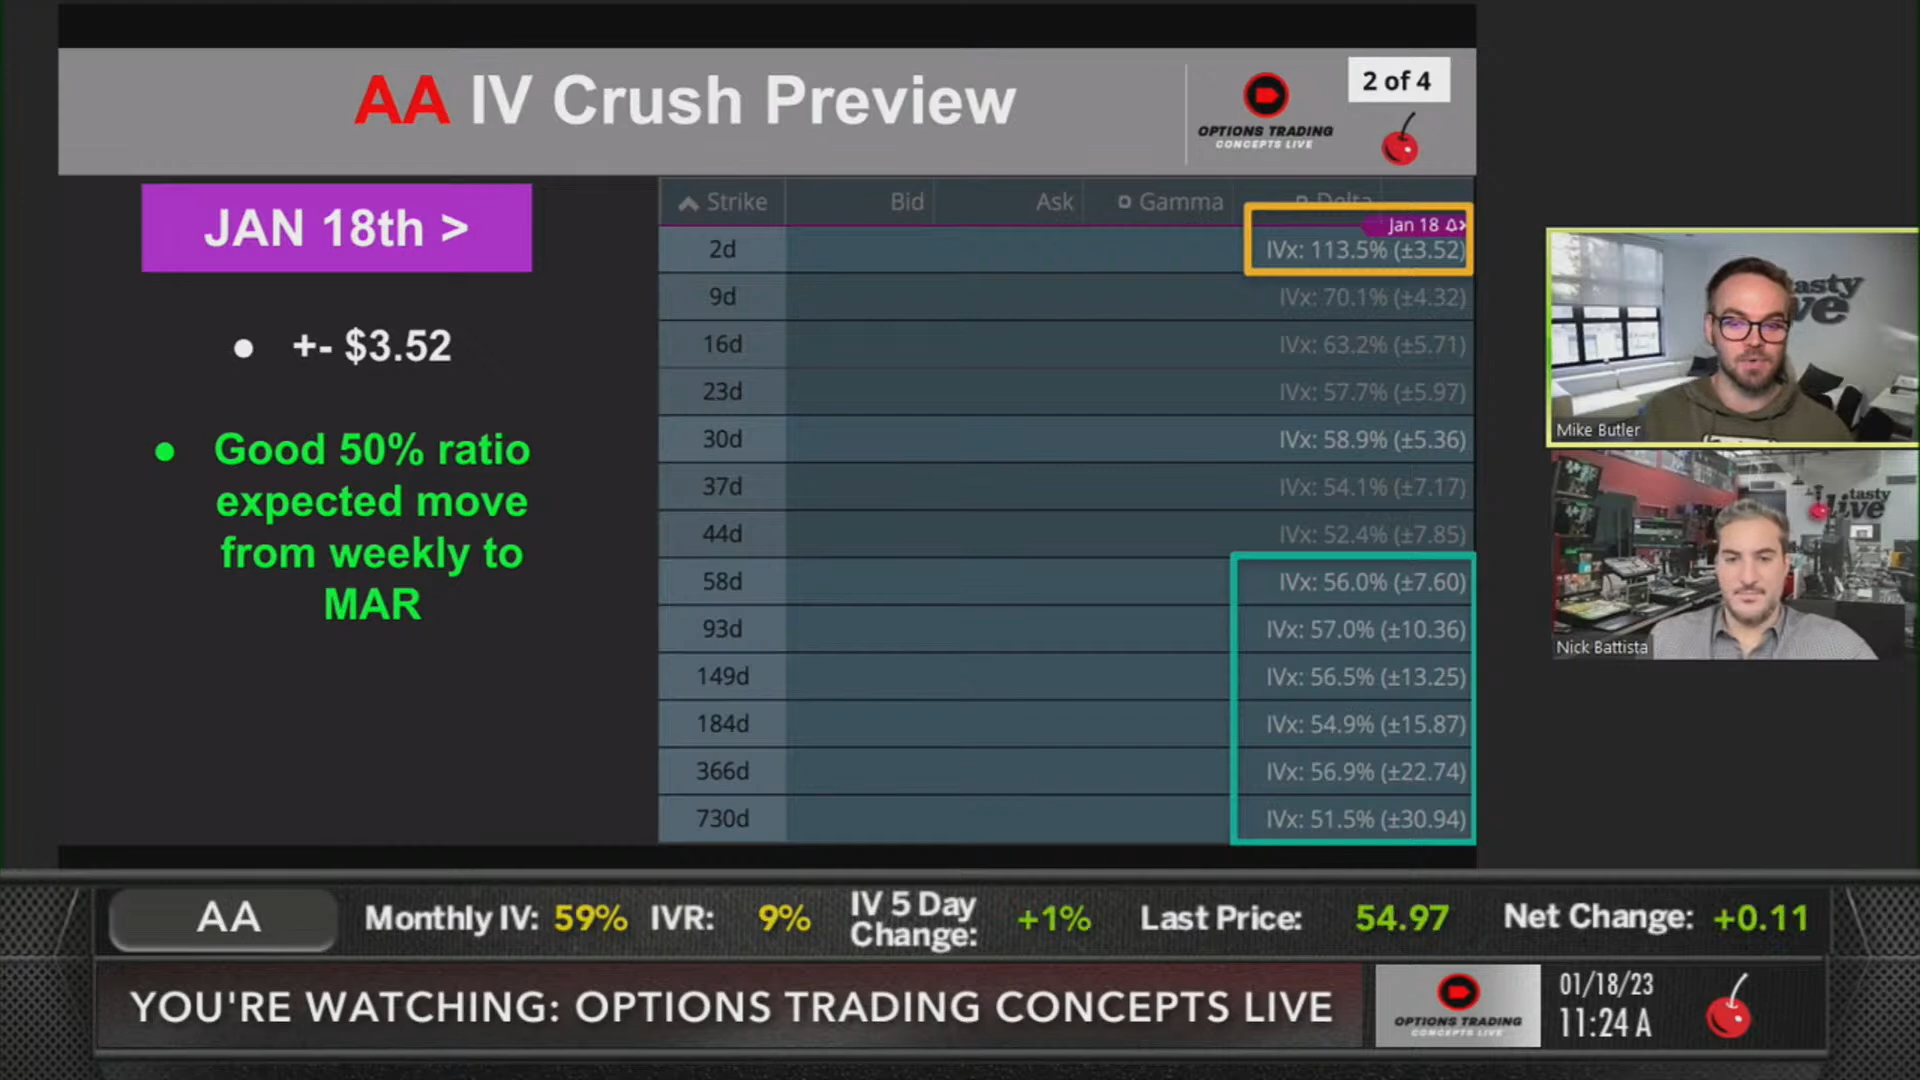 AA IV Crush Preview
OPTIONS TRADING
CONCEPTS LIVE
2 of 4
JAN 18th >
+- $3.52
Good 50% ratio
expected move
from weekly to
MAR
Strike Bid Ask Gamma Delta
Jan 18
2d IVx: 113.5% (±3.52)
9d IVx: 70.1% (±4.32)
16d IVx: 63.2% (±5.71)
23d IVx: 57.7% (±5.97)
30d IVx: 58.9% (±5.36)
37d IVx: 54.1% (±7.17)
44d IVx: 52.4% (±7.85)
58d IVx: 56.0% (±7.60)
93d IVx: 57.0% (±10.36)
149d IVx: 56.5% (±13.25)
184d IVx: 54.9% (±15.87)
366d IVx: 56.9% (±22.74)
730d IVx: 51.5% (±30.94)
Mike Butler
tasty
live
Nick Battista
AA Monthly IV: 59% IVR: 9% IV 5 Day Change: +1% Last Price: 54.97 Net Change: +0.11
YOU'RE WATCHING: OPTIONS TRADING CONCEPTS LIVE
OPTIONS TRADING
CONCEPTS LIVE
01/18/23
11:24 A